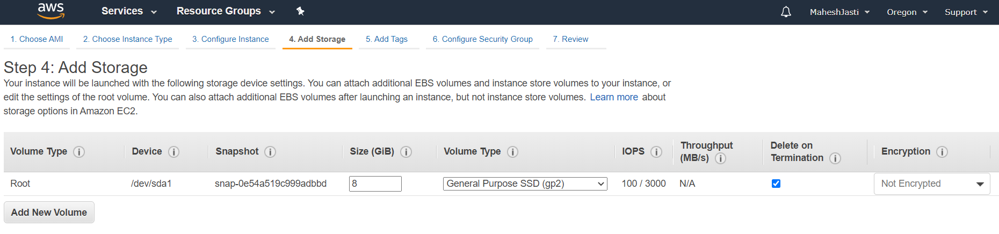 aws Services Resource Groups MaheshJasti Oregon Support
1. Choose AMI 2. Choose Instance Type 3. Configure Instance 4. Add Storage 5. Add Tags 6. Configure Security Group 7. Review
Step 4: Add Storage
Your instance will be launched with the following storage device settings. You can attach additional EBS volumes and instance store volumes to your instance, or
edit the settings of the root volume. You can also attach additional EBS volumes after launching an instance, but not instance store volumes. Learn more about
storage options in Amazon EC2.
Volume Type i Device i Snapshot i Size (GiB) i Volume Type i IOPS i Throughput (MB/s) i Delete on Termination i Encryption i
Root /dev/sda1 snap-0e54a519c999adbbd 8 General Purpose SSD (gp2) 100 / 3000 N/A Not Encrypted
Add New Volume